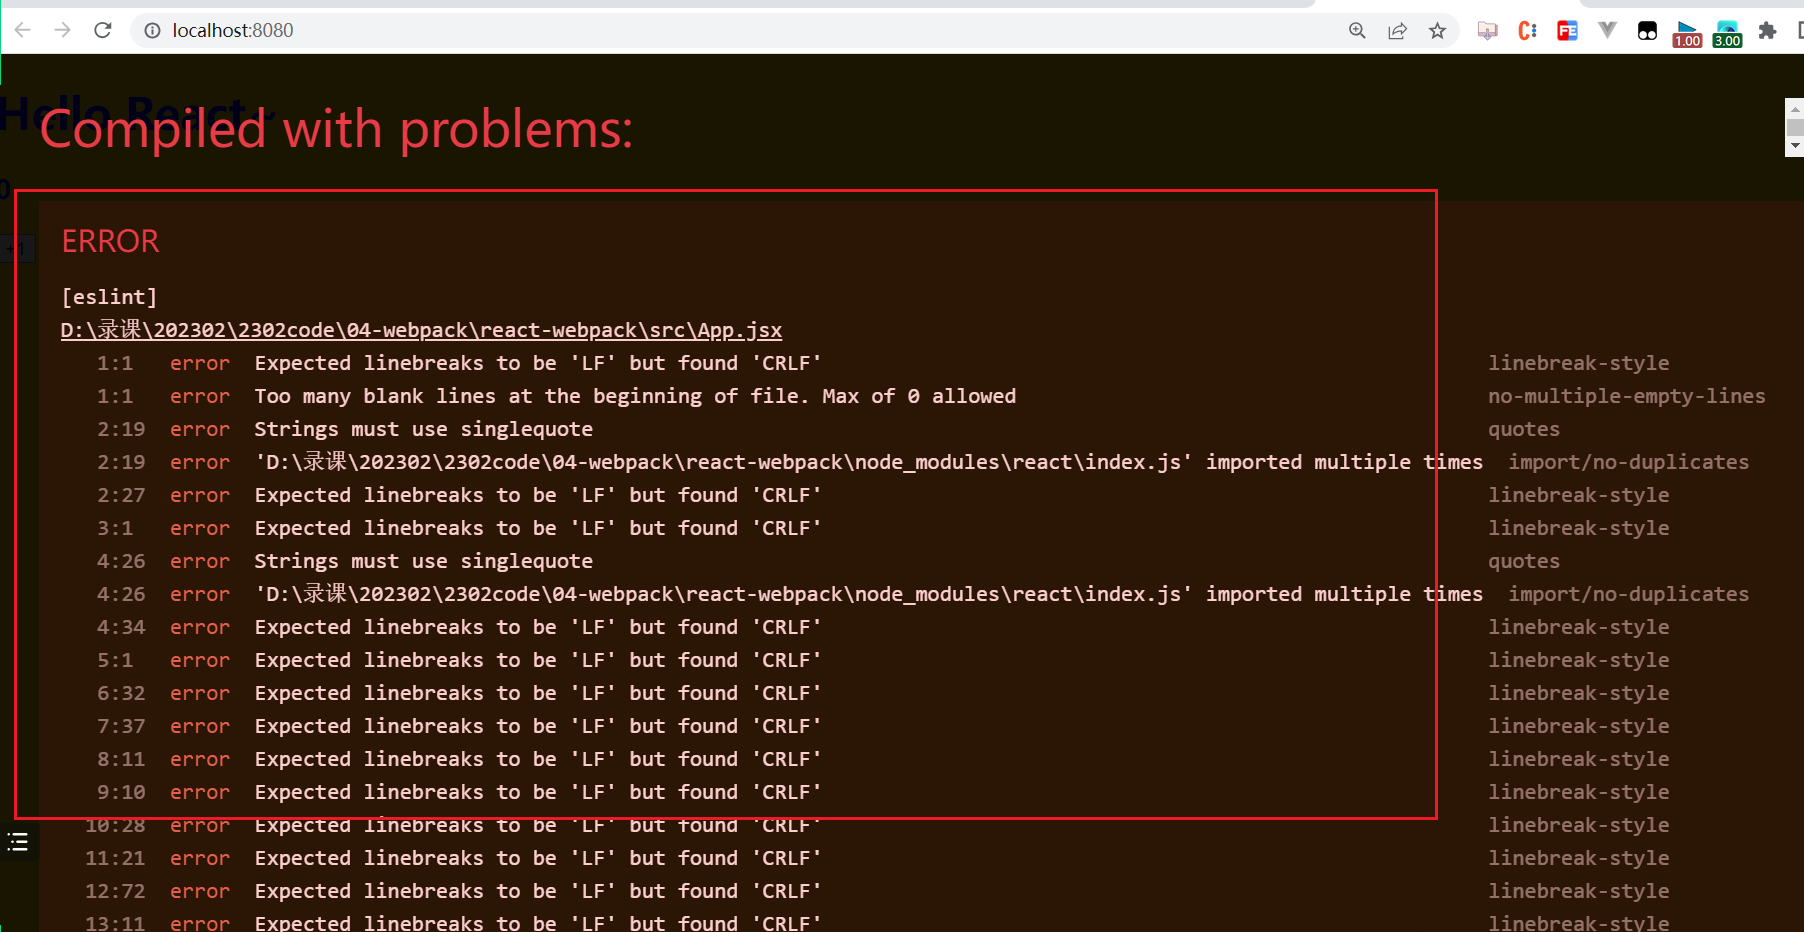 localhost:8080
1.00
3.00
Hello React~
Compiled with problems:
0
+1
ERROR
[eslint]
D:\录课\202302\2302code\04-webpack\react-webpack\src\App.jsx
1:1 error Expected linebreaks to be 'LF' but found 'CRLF' linebreak-style
1:1 error Too many blank lines at the beginning of file. Max of 0 allowed no-multiple-empty-lines
2:19 error Strings must use singlequote quotes
2:19 error 'D:\录课\202302\2302code\04-webpack\react-webpack\node_modules\react\index.js' imported multiple times import/no-duplicates
2:27 error Expected linebreaks to be 'LF' but found 'CRLF' linebreak-style
3:1 error Expected linebreaks to be 'LF' but found 'CRLF' linebreak-style
4:26 error Strings must use singlequote quotes
4:26 error 'D:\录课\202302\2302code\04-webpack\react-webpack\node_modules\react\index.js' imported multiple times import/no-duplicates
4:34 error Expected linebreaks to be 'LF' but found 'CRLF' linebreak-style
5:1 error Expected linebreaks to be 'LF' but found 'CRLF' linebreak-style
6:32 error Expected linebreaks to be 'LF' but found 'CRLF' linebreak-style
7:37 error Expected linebreaks to be 'LF' but found 'CRLF' linebreak-style
8:11 error Expected linebreaks to be 'LF' but found 'CRLF' linebreak-style
9:10 error Expected linebreaks to be 'LF' but found 'CRLF' linebreak-style
10:28 error Expected linebreaks to be 'LF' but found 'CRLF' linebreak-style
11:21 error Expected linebreaks to be 'LF' but found 'CRLF' linebreak-style
12:72 error Expected linebreaks to be 'LF' but found 'CRLF' linebreak-style
13:11 error Expected linebreaks to be 'LF' but found 'CRLF' linebreak-style